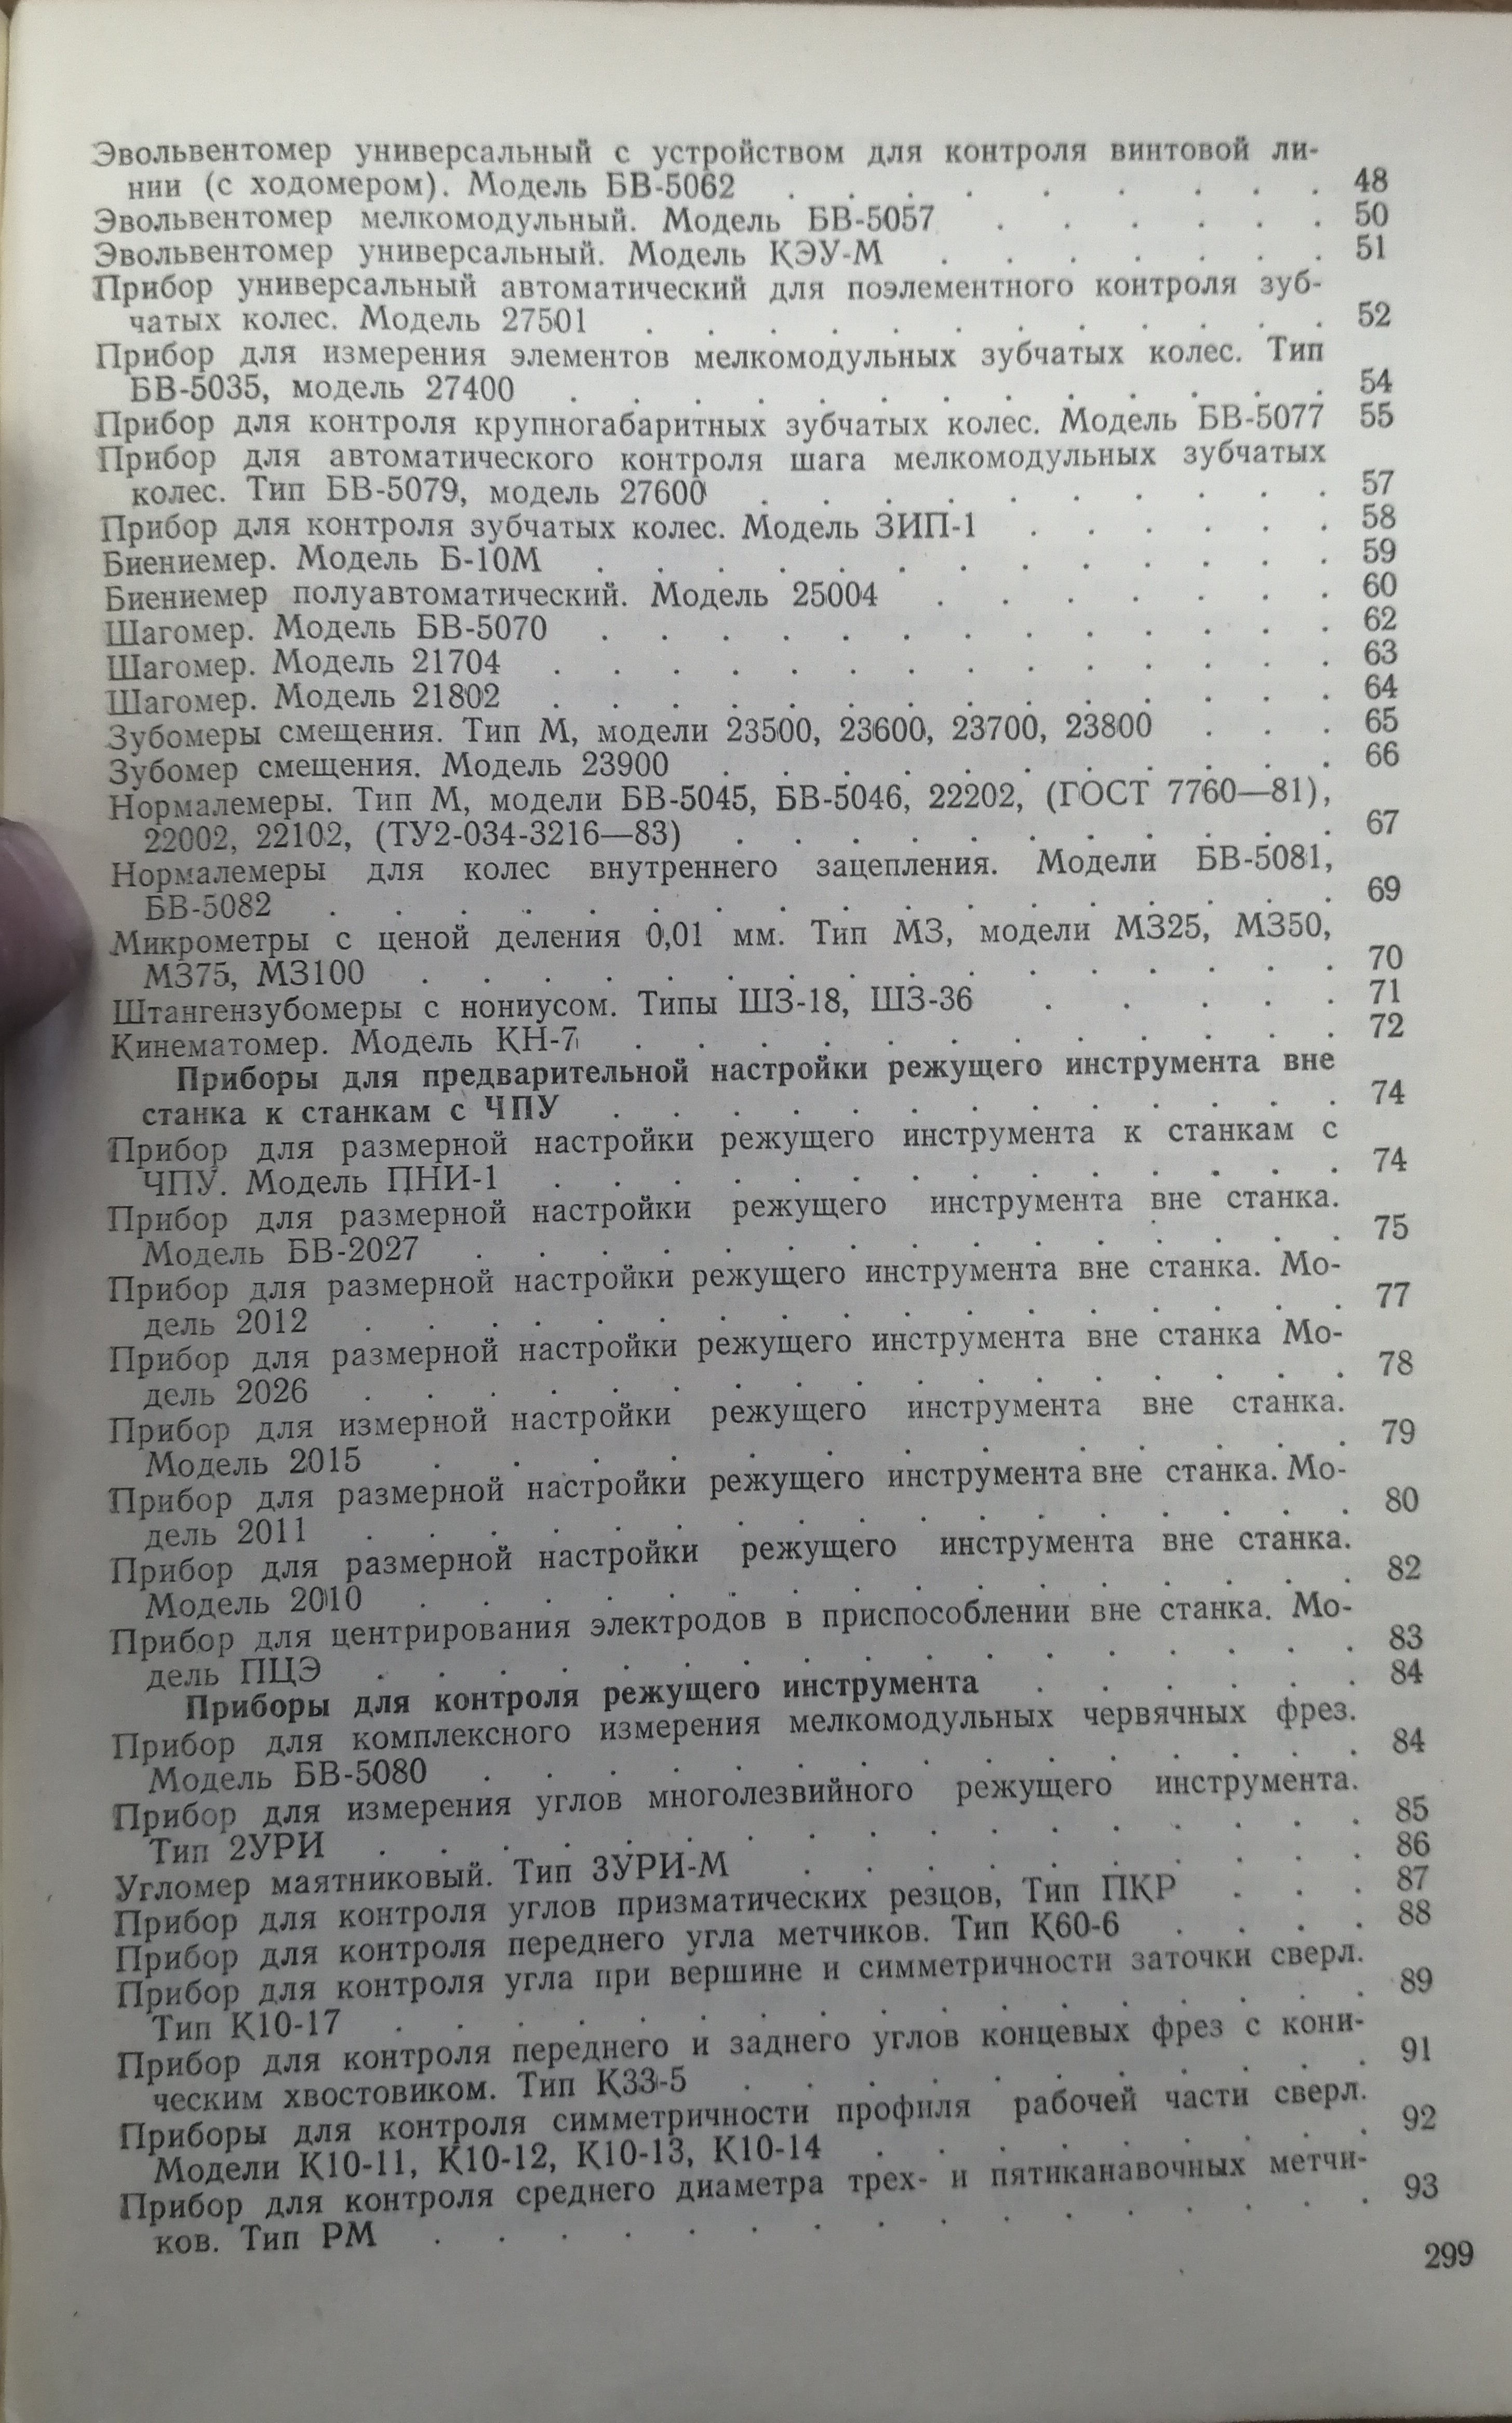 Эвольвентомер универсальный с устройством для контроля винтовой ли-
нии (с ходомером). Модель БВ-5062 . . . . . . . . . 48
Эвольвентомер мелкомодульный. Модель БВ-5057 . . . . . . 50
Эвольвентомер универсальный. Модель КЭУ-М . . . . . . . 51
Прибор универсальный автоматический для поэлементного контроля зуб-
чатых колес. Модель 27501 . . . . . . . . . . . . 52
Прибор для измерения элементов мелкомодульных зубчатых колес. Тип
БВ-5035, модель 27400 . . . . . . . . . . . . . 54
Прибор для контроля крупногабаритных зубчатых колес. Модель БВ-5077 55
Прибор для автоматического контроля шага мелкомодульных зубчатых
колес. Тип БВ-5079, модель 27600 . . . . . . . . . . 57
Прибор для контроля зубчатых колес. Модель ЗИП-1 . . . . . . 58
Биениемер. Модель Б-10М . . . . . . . . . . . . . 59
Биениемер полуавтоматический. Модель 25004 . . . . . . . 60
Шагомер. Модель БВ-5070 . . . . . . . . . . . . . 62
Шагомер. Модель 21704 . . . . . . . . . . . . . . 63
Шагомер. Модель 21802 . . . . . . . . . . . . . . 64
Зубомеры смещения. Тип М, модели 23500, 23600, 23700, 23800 . . . 65
Зубомер смещения. Модель 23900 . . . . . . . . . . . 66
Нормалемеры. Тип М, модели БВ-5045, БВ-5046, 22202, (ГОСТ 7760—81),
22002, 22102, (ТУ2-034-3216—83) . . . . . . . . . . . 67
Нормалемеры для колес внутреннего зацепления. Модели БВ-5081,
БВ-5082 . . . . . . . . . . . . . . . . . 69
Микрометры с ценой деления 0,01 мм. Тип МЗ, модели МЗ25, МЗ50,
МЗ75, МЗ100 . . . . . . . . . . . . . . . . 70
Штангензубомеры с нониусом. Типы ШЗ-18, ШЗ-36 . . . . . 71
Кинематомер. Модель КН-7 . . . . . . . . . . . . 72
Приборы для предварительной настройки режущего инструмента вне
станка к станкам с ЧПУ . . . . . . . . . . . . . 74
Прибор для размерной настройки режущего инструмента к станкам с
ЧПУ. Модель ПНИ-1 . . . . . . . . . . . . . . 74
Прибор для размерной настройки режущего инструмента вне станка.
Модель БВ-2027 . . . . . . . . . . . . . . . 75
Прибор для размерной настройки режущего инструмента вне станка. Мо-
дель 2012 . . . . . . . . . . . . . . . . . 77
Прибор для размерной настройки режущего инструмента вне станка Мо-
дель 2026 . . . . . . . . . . . . . . . . . 78
Прибор для измерной настройки режущего инструмента вне станка.
Модель 2015 . . . . . . . . . . . . . . . . 79
Прибор для размерной настройки режущего инструмента вне станка. Мо-
дель 2011 . . . . . . . . . . . . . . . . . 80
Прибор для размерной настройки режущего инструмента вне станка.
Модель 2010 . . . . . . . . . . . . . . . . 82
Прибор для центрирования электродов в приспособлении вне станка. Мо-
дель ПЦЭ . . . . . . . . . . . . . . . . . 83
Приборы для контроля режущего инструмента . . . . . . 84
Прибор для комплексного измерения мелкомодульных червячных фрез.
Модель БВ-5080 . . . . . . . . . . . . . . . 84
Прибор для измерения углов многолезвийного режущего инструмента.
Тип 2УРИ . . . . . . . . . . . . . . . . . 85
Угломер маятниковый. Тип 3УРИ-М . . . . . . . . . . 86
Прибор для контроля углов призматических резцов, Тип ПКР . . . 87
Прибор для контроля переднего угла метчиков. Тип К60-6 . . . . 88
Прибор для контроля угла при вершине и симметричности заточки сверл.
Тип К10-17 . . . . . . . . . . . . . . . . . 89
Прибор для контроля переднего и заднего углов концевых фрез с кони-
ческим хвостовиком. Тип К33-5 . . . . . . . . . . . 91
Приборы для контроля симметричности профиля рабочей части сверл.
Модели К10-11, К10-12, К10-13, К10-14 . . . . . . . . . 92
Прибор для контроля среднего диаметра трех- и пятиканавочных метчи-
ков. Тип РМ . . . . . . . . . . . . . . . . 93
299